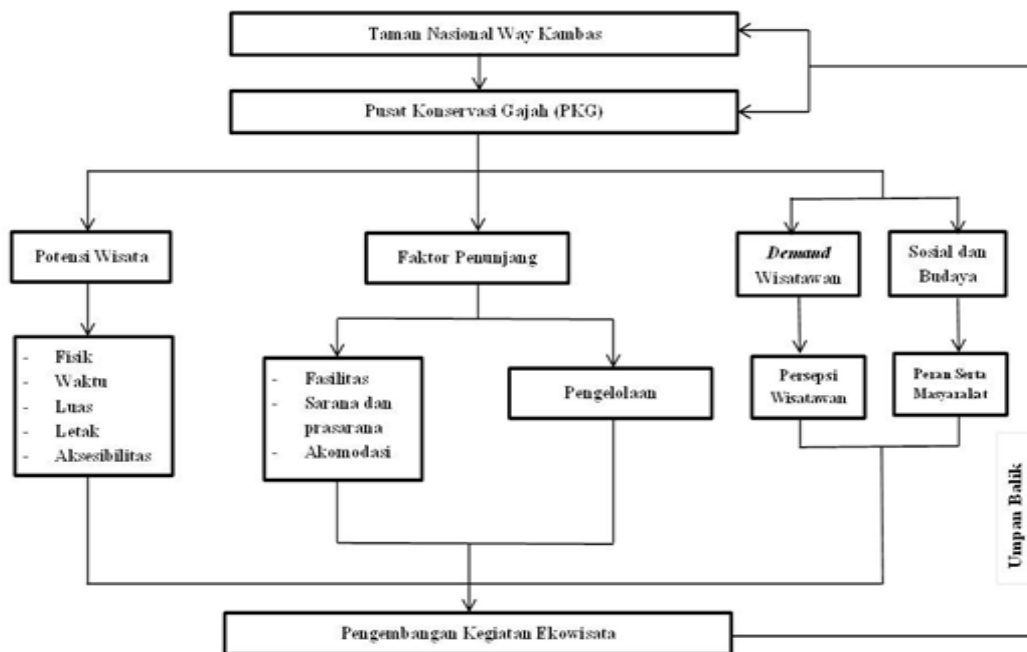 Taman Nasional Way Kambas
Pusat Konservasi Gajah (PKG)
Potensi Wisata
Faktor Penunjang
Demand
Wisatawan
Sosial dan
Budaya
- Fisik
- Waktu
- Luas
- Letak
- Aksesibilitas
- Fasilitas
- Sarana dan
prasarana
- Akomodasi
Pengelolaan
Persepsi
Wisatawan
Peran Serta
Masyarakat
Umpan Balik
Pengembangan Kegiatan Ekowisata